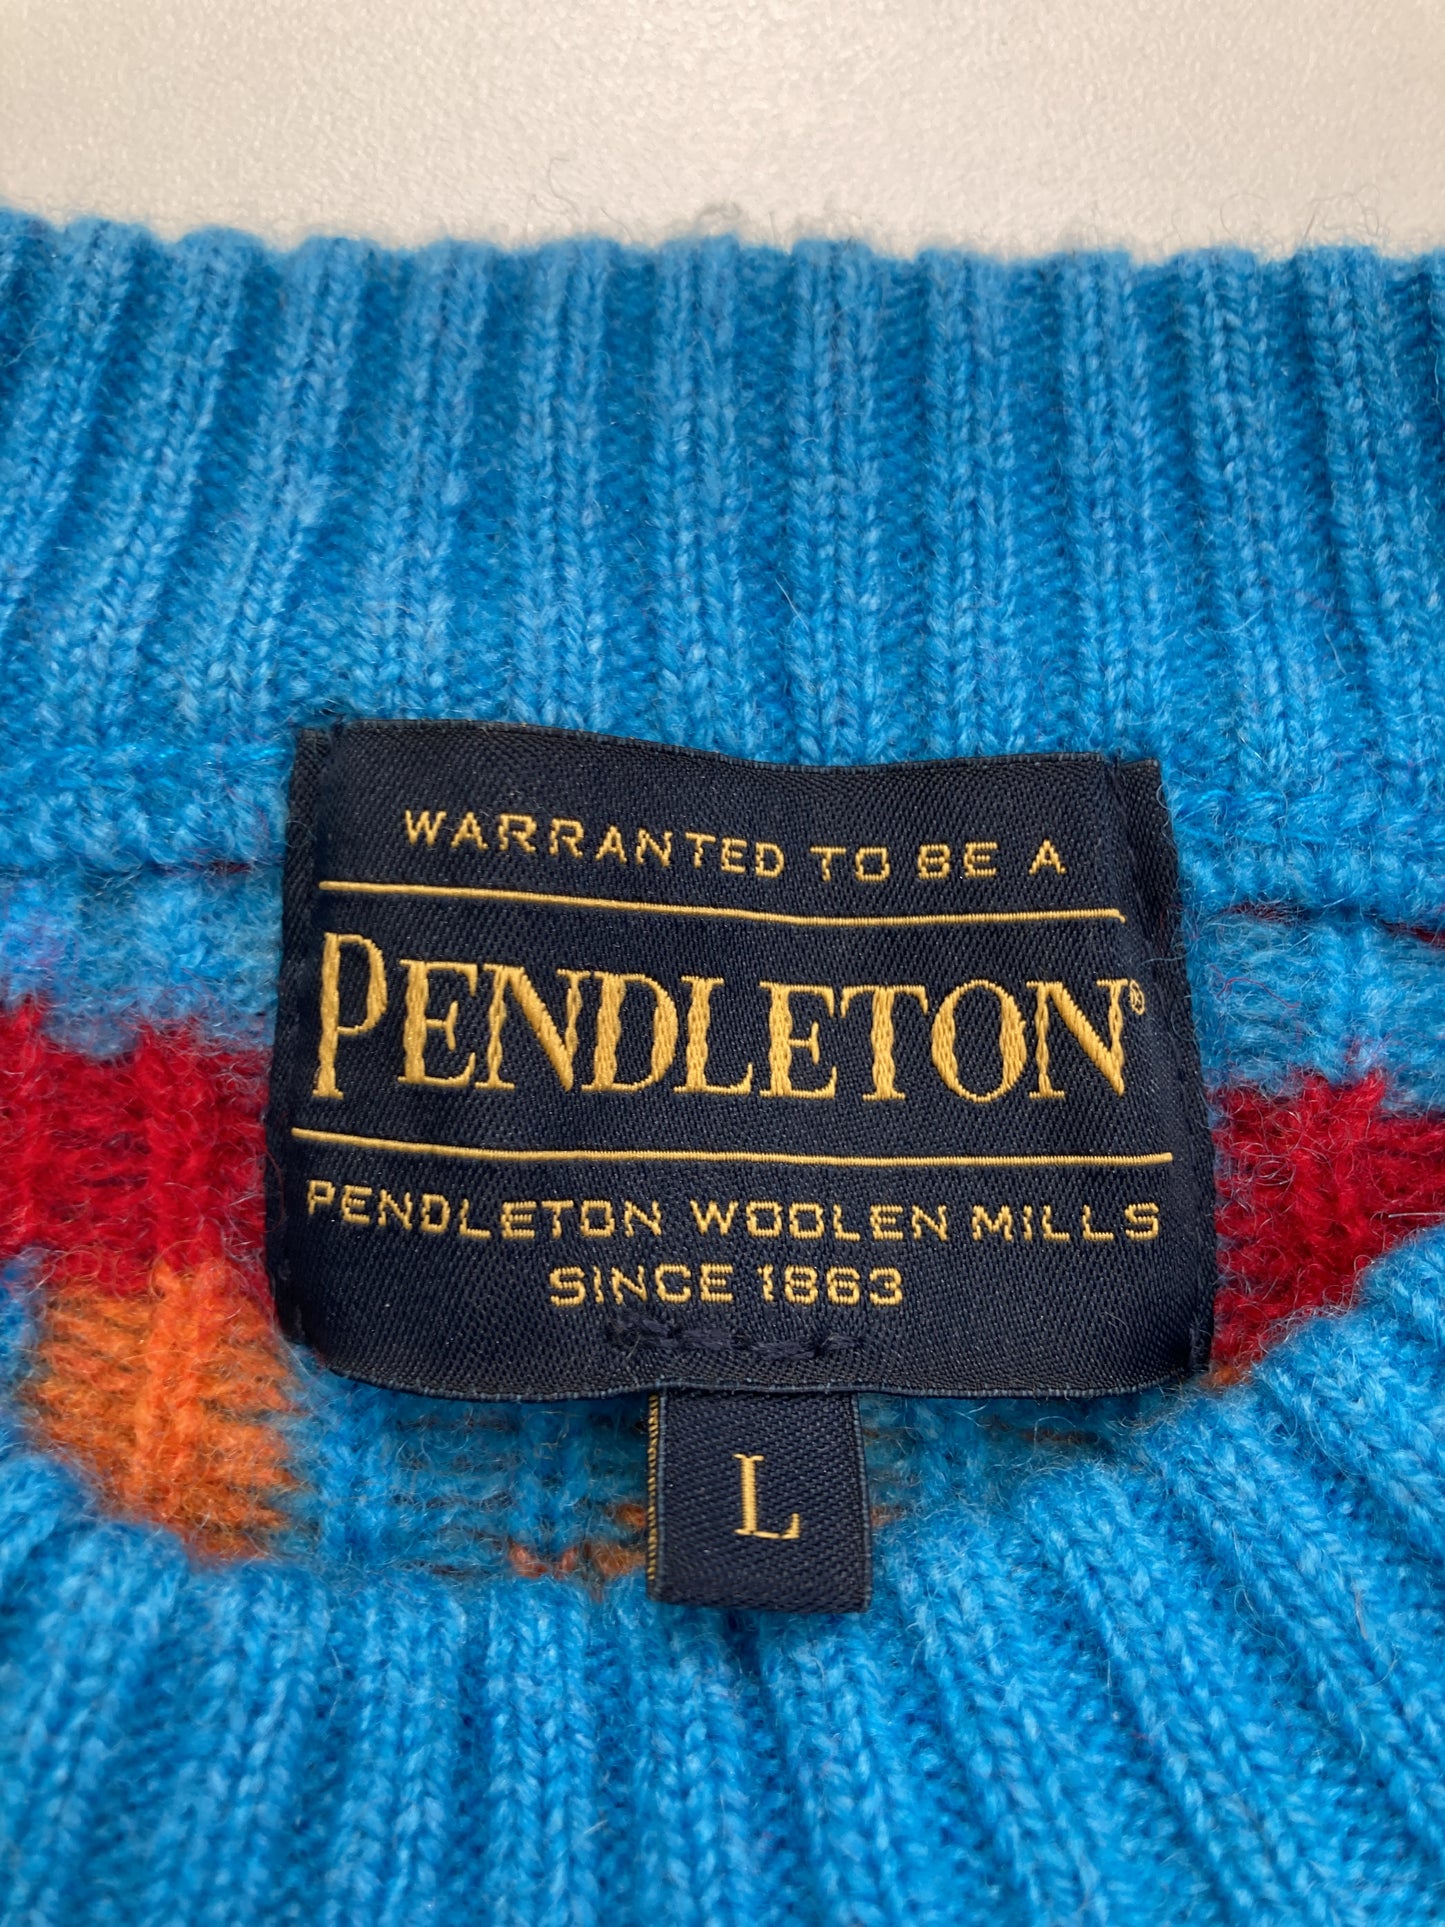 WARRANTED TO BE A
PENDLETON®
PENDLETON WOOLEN MILLS
SINCE 1863
L